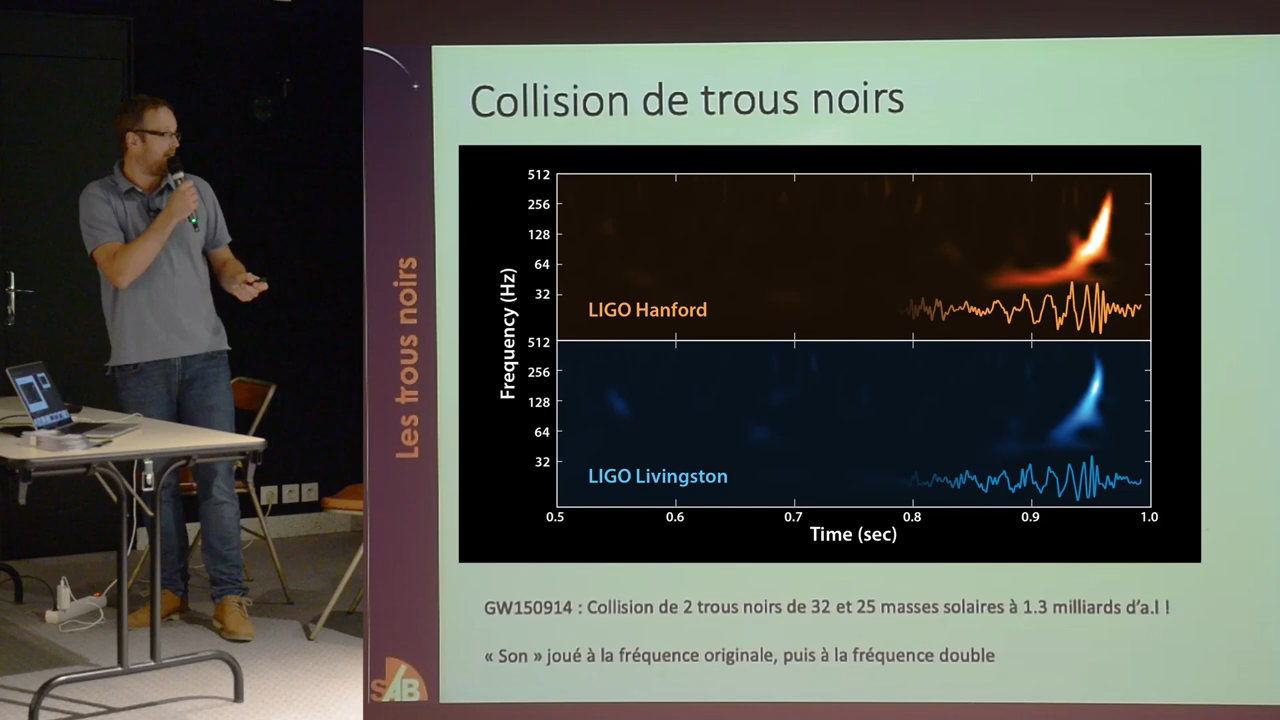 Collision de trous noirs
Les trous noirs
512
256
128
64
32
LIGO Hanford
Frequency (Hz)
512
256
128
64
32
LIGO Livingston
0.5 0.6 0.7 0.8 0.9 1.0
Time (sec)
GW150914 : Collision de 2 trous noirs de 32 et 25 masses solaires à 1.3 milliards d'a.l !
« Son » joué à la fréquence originale, puis à la fréquence double
SAB